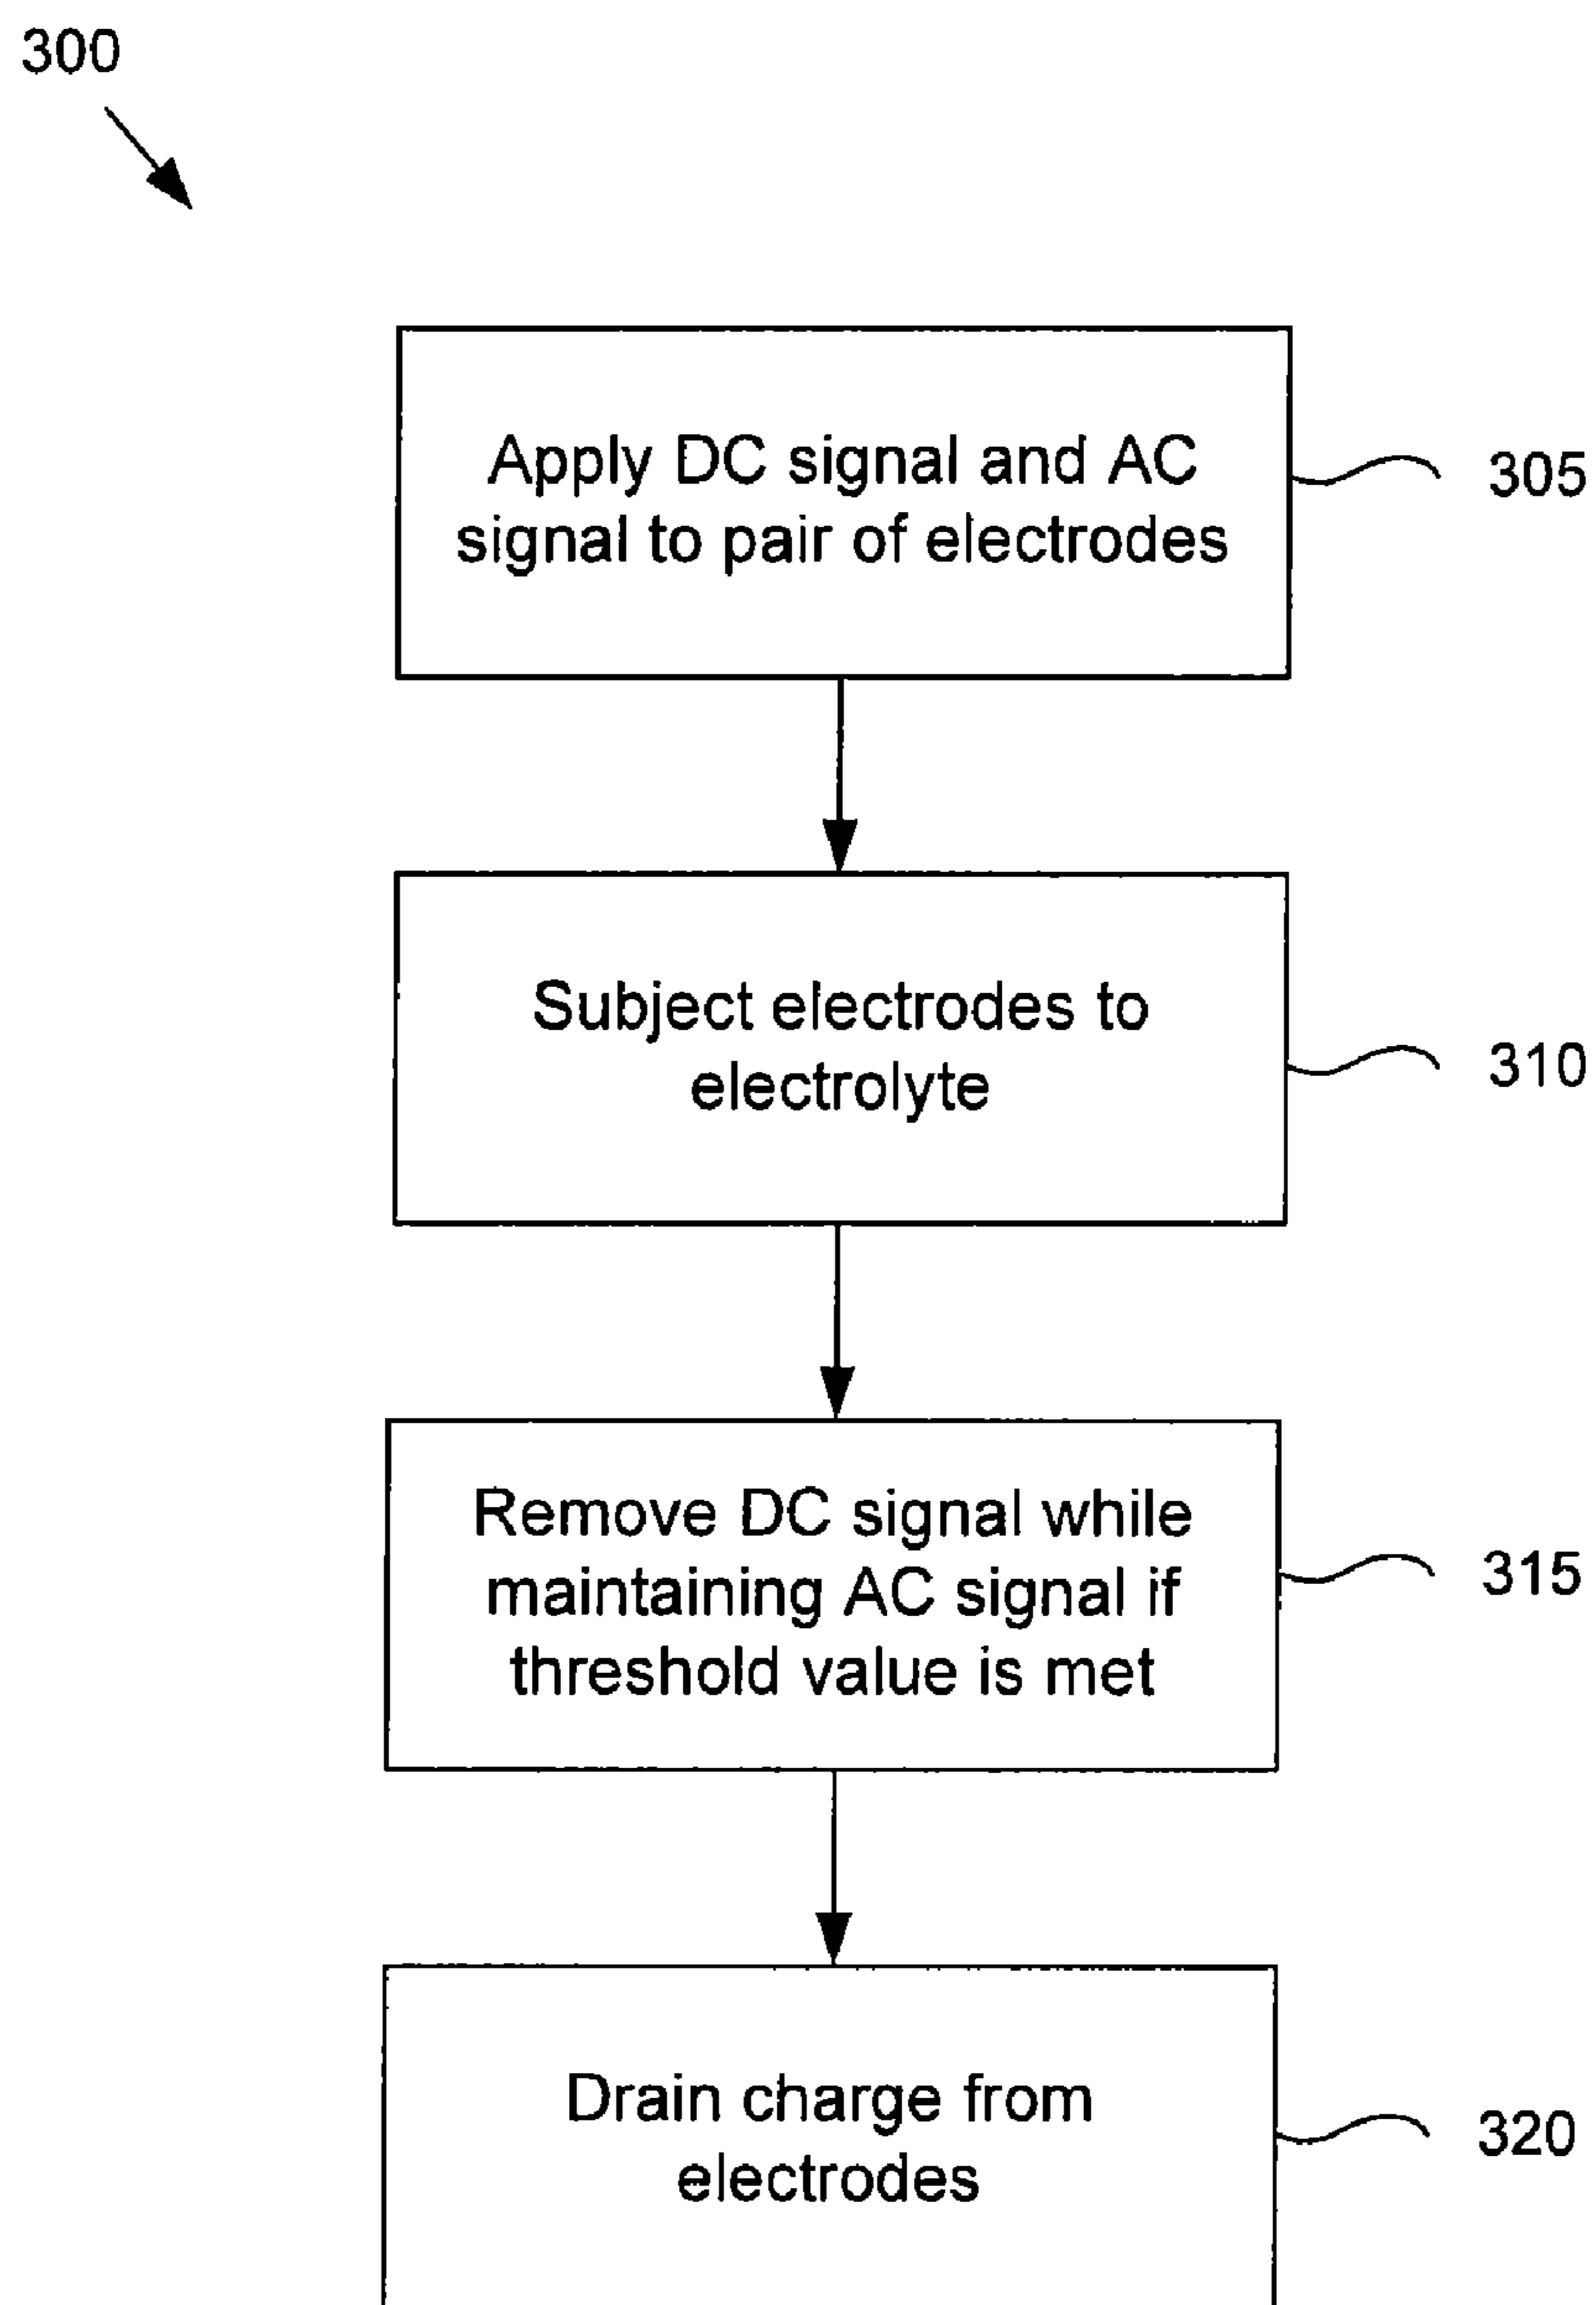 300
Apply DC signal and AC
signal to pair of electrodes
305
Subject electrodes to
electrolyte
310
Remove DC signal while
maintaining AC signal if
threshold value is met
315
Drain charge from
electrodes
320